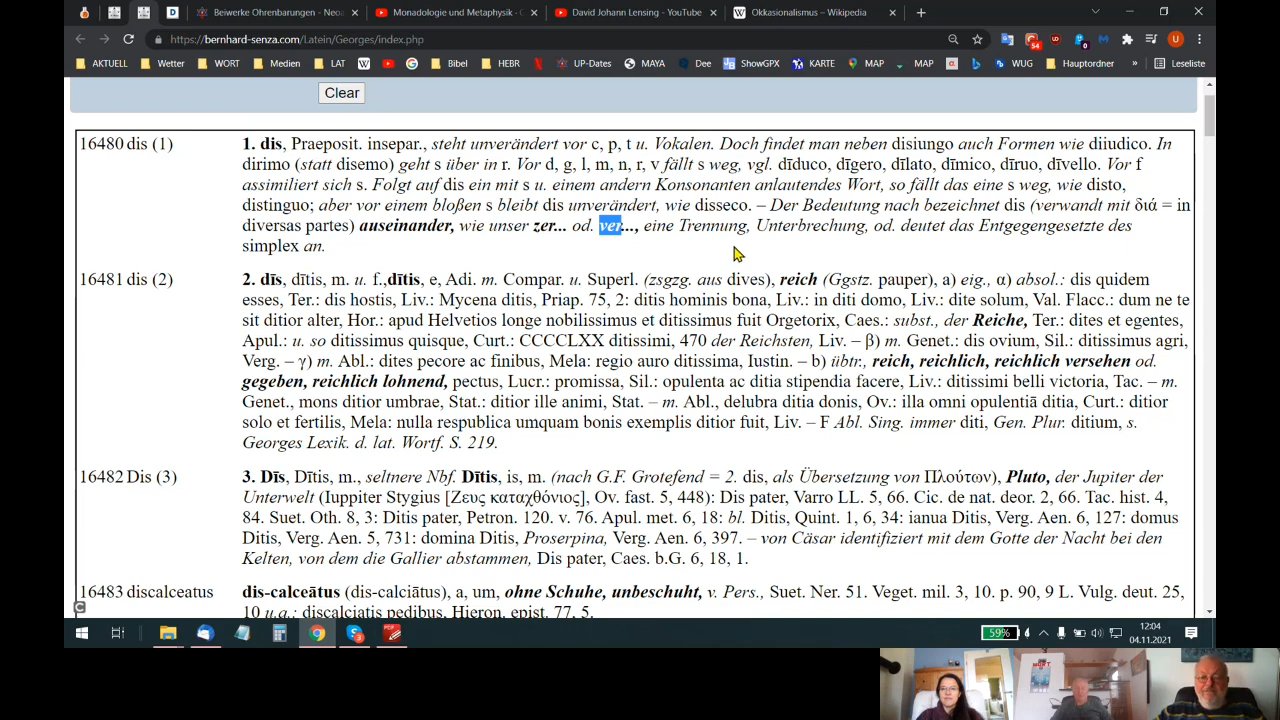 Beiwerke Ohrenbarungen - Neoa
Monadologie und Metaphysik - G
David Johann Lensing - YouTube
Okkasionalismus – Wikipedia
https://bernhard-senza.com/Latein/Georges/index.php
AKTUELL Wetter WORT Medien LAT Bibel HEBR UP-Dates MAYA Dee ShowGPX KARTE MAP MAP WUG Hauptordner » Leseliste
Clear
16480 dis (1) 1. dis, Praeposit. insepar., steht unverändert vor c, p, t u. Vokalen. Doch findet man neben disiungo auch Formen wie diiudico. In
dirimo (statt disemo) geht s über in r. Vor d, g, l, m, n, r, v fällt s weg, vgl. dīduco, dīgero, dīlato, dīmico, dīruo, dīvello. Vor f
assimiliert sich s. Folgt auf dis ein mit s u. einem andern Konsonanten anlautendes Wort, so fällt das eine s weg, wie disto,
distinguo; aber vor einem bloßen s bleibt dis unverändert, wie disseco. – Der Bedeutung nach bezeichnet dis (verwandt mit διά = in
diversas partes) auseinander, wie unser zer... od. ver..., eine Trennung, Unterbrechung, od. deutet das Entgegengesetzte des
simplex an.
16481 dis (2) 2. dīs, dītis, m. u. f.,dītis, e, Adi. m. Compar. u. Superl. (zsgzg. aus dives), reich (Ggstz. pauper), a) eig., α) absol.: dis quidem
esses, Ter.: dis hostis, Liv.: Mycena ditis, Priap. 75, 2: ditis hominis bona, Liv.: in diti domo, Liv.: dite solum, Val. Flacc.: dum ne te
sit ditior alter, Hor.: apud Helvetios longe nobilissimus et ditissimus fuit Orgetorix, Caes.: subst., der Reiche, Ter.: dites et egentes,
Apul.: u. so ditissimus quisque, Curt.: CCCCLXX ditissimi, 470 der Reichsten, Liv. – β) m. Genet.: dis ovium, Sil.: ditissimus agri,
Verg. – γ) m. Abl.: dites pecore ac finibus, Mela: regio auro ditissima, Iustin. – b) übtr., reich, reichlich, reichlich versehen od.
gegeben, reichlich lohnend, pectus, Lucr.: promissa, Sil.: opulenta ac ditia stipendia facere, Liv.: ditissimi belli victoria, Tac. – m.
Genet., mons ditior umbrae, Stat.: ditior ille animi, Stat. – m. Abl., delubra ditia donis, Ov.: illa omni opulentiā ditia, Curt.: ditior
solo et fertilis, Mela: nulla respublica umquam bonis exemplis ditior fuit, Liv. – F Abl. Sing. immer diti, Gen. Plur. ditium, s.
Georges Lexik. d. lat. Wortf. S. 219.
16482 Dis (3) 3. Dīs, Dītis, m., seltnere Nbf. Dītis, is, m. (nach G.F. Grotefend = 2. dis, als Übersetzung von Πλούτων), Pluto, der Jupiter der
Unterwelt (Iuppiter Stygius [Ζευς καταχθόνιος], Ov. fast. 5, 448): Dis pater, Varro LL. 5, 66. Cic. de nat. deor. 2, 66. Tac. hist. 4,
84. Suet. Oth. 8, 3: Ditis pater, Petron. 120. v. 76. Apul. met. 6, 18: bl. Ditis, Quint. 1, 6, 34: ianua Ditis, Verg. Aen. 6, 127: domus
Ditis, Verg. Aen. 5, 731: domina Ditis, Proserpina, Verg. Aen. 6, 397. – von Cäsar identifiziert mit dem Gotte der Nacht bei den
Kelten, von dem die Gallier abstammen, Dis pater, Caes. b.G. 6, 18, 1.
16483 discalceatus dis-calceātus (dis-calciātus), a, um, ohne Schuhe, unbeschuht, v. Pers., Suet. Ner. 51. Veget. mil. 3, 10. p. 90, 9 L. Vulg. deut. 25,
10 u.a.: discalciatis pedibus, Hieron. epist. 77, 5.
59%
12:04
04.11.2021